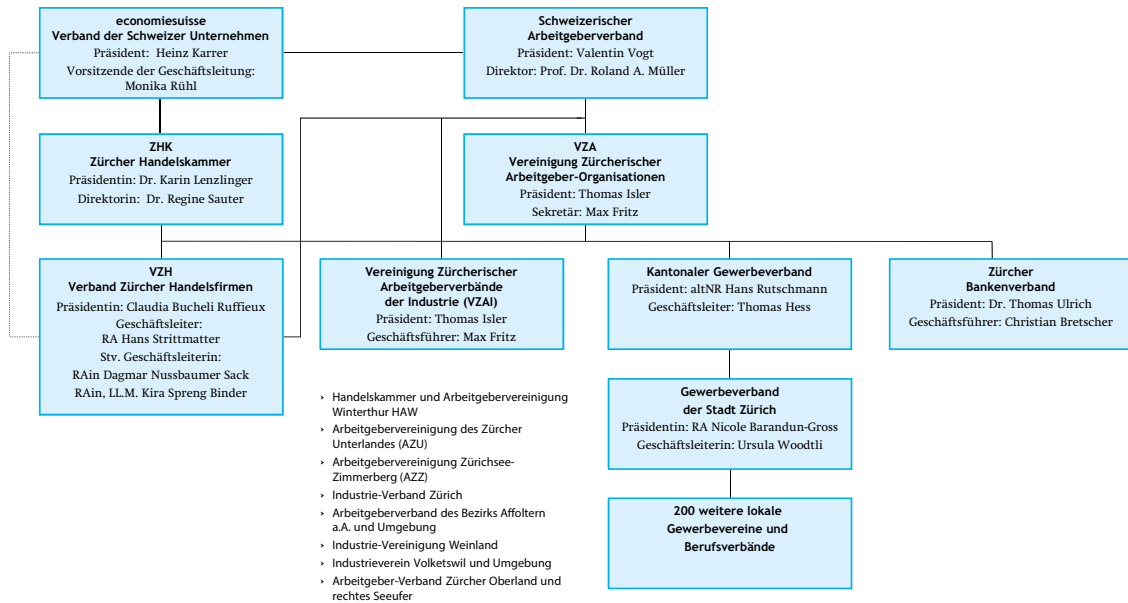 economiesuisse
Verband der Schweizer Unternehmen
Präsident: Heinz Karrer
Vorsitzende der Geschäftsleitung:
Monika Rühl
Schweizerischer
Arbeitgeberverband
Präsident: Valentin Vogt
Direktor: Prof. Dr. Roland A. Müller
ZHK
Zürcher Handelskammer
Präsidentin: Dr. Karin Lenzlinger
Direktorin: Dr. Regine Sauter
VZA
Vereinigung Zürcherischer
Arbeitgeber-Organisationen
Präsident: Thomas Isler
Sekretär: Max Fritz
VZH
Verband Zürcher Handelsfirmen
Präsidentin: Claudia Bucheli Ruffieux
Geschäftsleiter:
RA Hans Strittmatter
Stv. Geschäftsleiterin:
RAin Dagmar Nussbaumer Sack
RAin, LL.M. Kira Spreng Binder
Vereinigung Zürcherischer
Arbeitgeberverbände
der Industrie (VZAI)
Präsident: Thomas Isler
Geschäftsführer: Max Fritz
Kantonaler Gewerbeverband
Präsident: altNR Hans Rutschmann
Geschäftsleiter: Thomas Hess
Zürcher
Bankenverband
Präsident: Dr. Thomas Ulrich
Geschäftsführer: Christian Bretscher
› Handelskammer und Arbeitgebervereinigung
Winterthur HAW
› Arbeitgebervereinigung des Zürcher
Unterlandes (AZU)
› Arbeitgebervereinigung Zürichsee-
Zimmerberg (AZZ)
› Industrie-Verband Zürich
› Arbeitgeberverband des Bezirks Affoltern
a.A. und Umgebung
› Industrie-Vereinigung Weinland
› Industrieverein Volketswil und Umgebung
› Arbeitgeber-Verband Zürcher Oberland und
rechtes Seeufer
Gewerbeverband
der Stadt Zürich
Präsidentin: RA Nicole Barandun-Gross
Geschäftsleiterin: Ursula Woodtli
200 weitere lokale
Gewerbevereine und
Berufsverbände